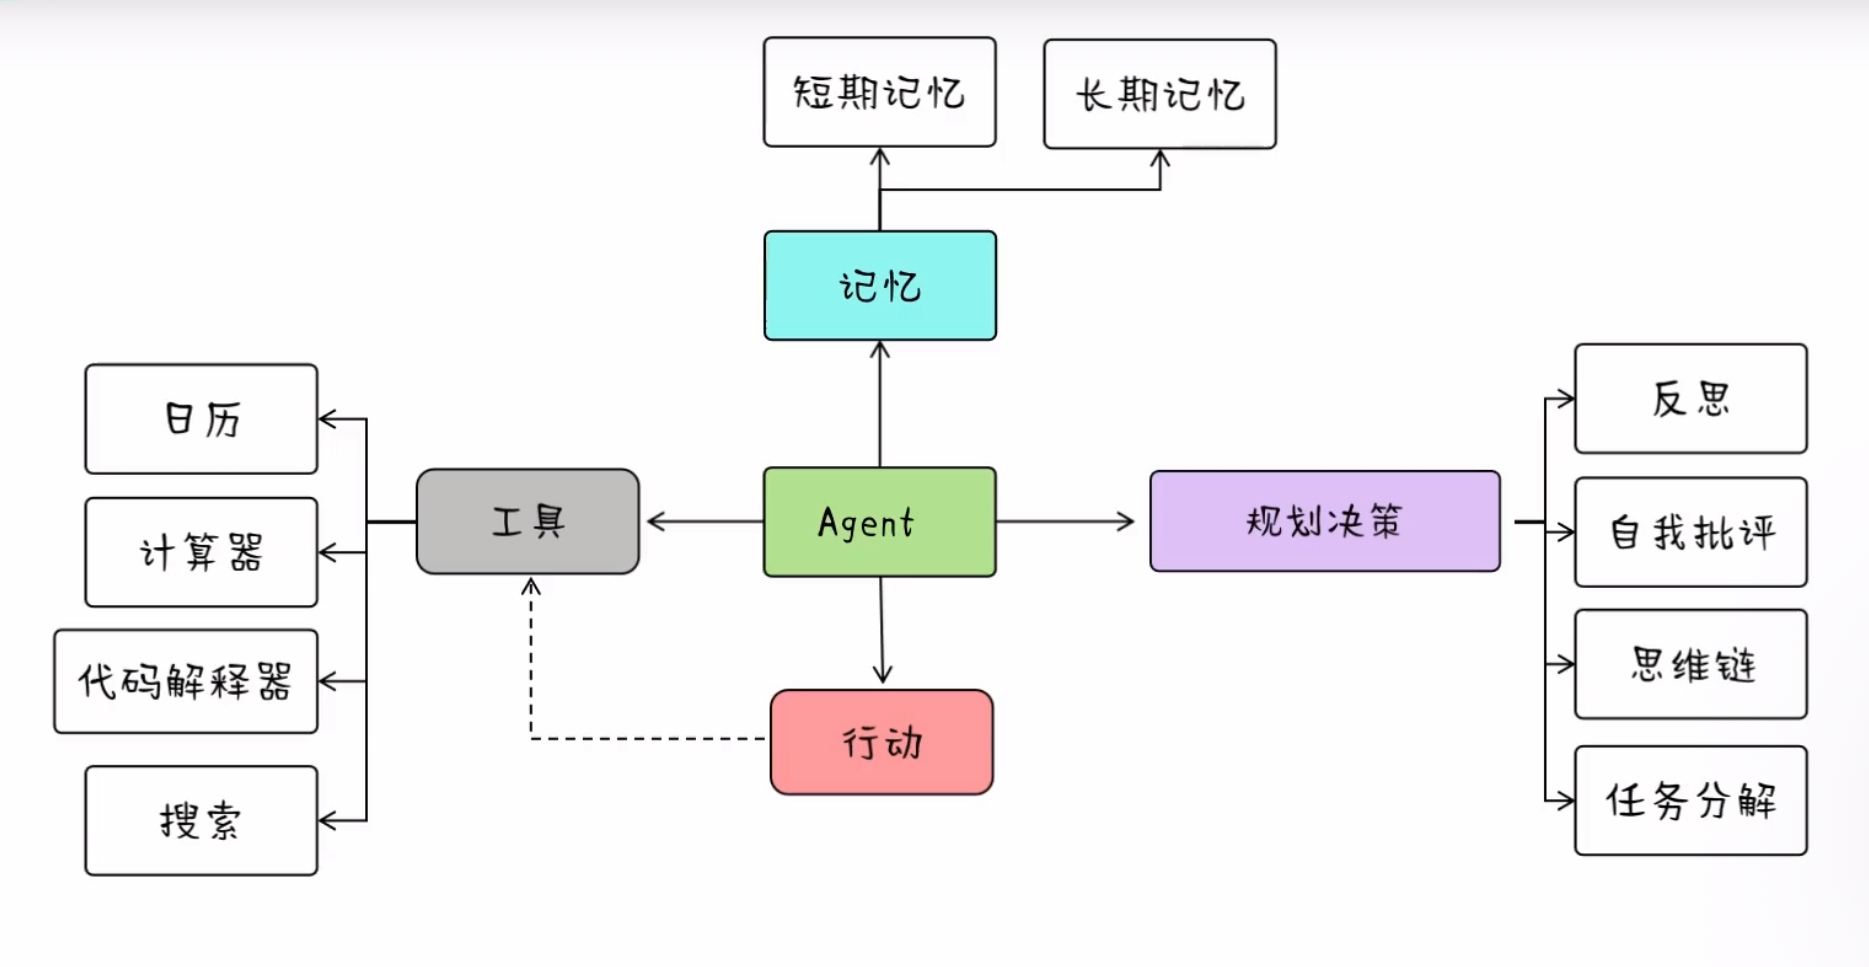 短期记忆
长期记忆
记忆
日历
计算器
代码解释器
搜索
工具
Agent
规划决策
行动
反思
自我批评
思维链
任务分解